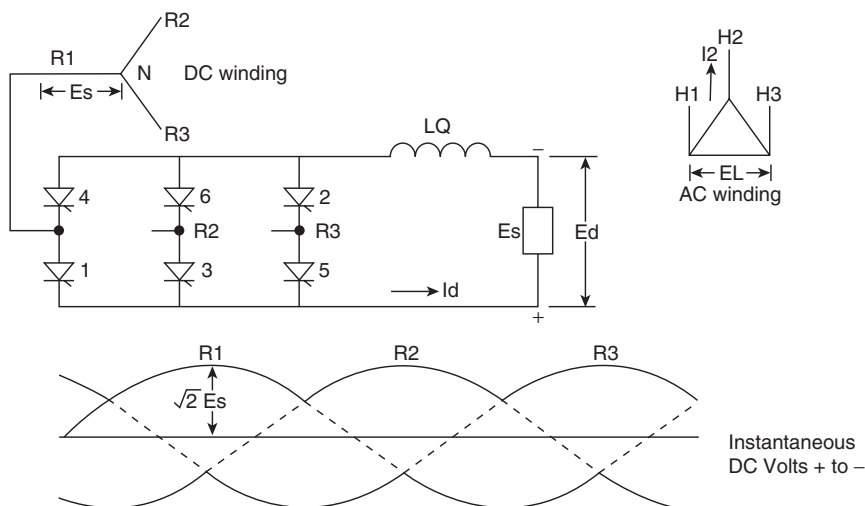 R2
R1
N
DC winding
Es
R3
H2
I2
H1
H3
EL
AC winding
LQ
−
4
6
2
R2
R3
Es
Ed
1
3
5
Id
+
R1
R2
R3
√2 Es
Instantaneous
DC Volts + to −